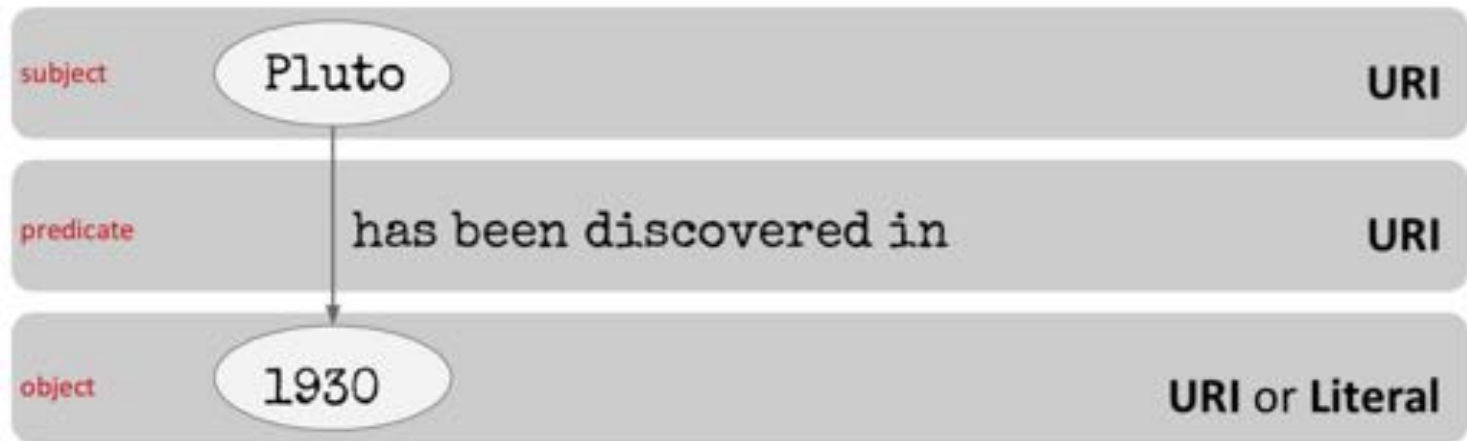 subject Pluto URI
predicate has been discovered in URI
object 1930 URI or Literal